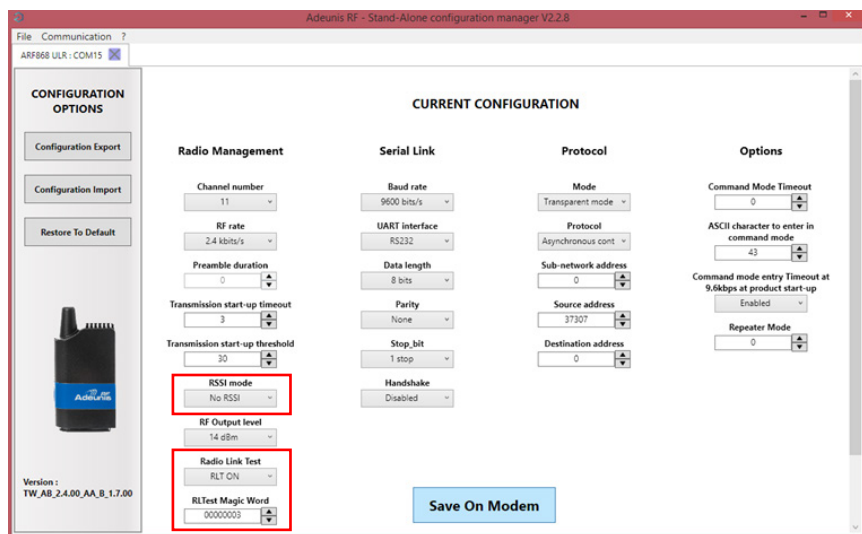 Adeunis RF - Stand-Alone configuration manager V2.2.8
File Communication ?
ARF868 ULR : COM15
CONFIGURATION
OPTIONS
Configuration Export
Configuration Import
Restore To Default
Adeunis RF
Version :
TW_AB_2.4.00_AA_B_1.7.00
CURRENT CONFIGURATION
Radio Management
Channel number
11
RF rate
2.4 kbits/s
Preamble duration
0
Transmission start-up timeout
3
Transmission start-up threshold
30
RSSI mode
No RSSI
RF Output level
14 dBm
Radio Link Test
RLT ON
RLTest Magic Word
00000003
Serial Link
Baud rate
9600 bits/s
UART interface
RS232
Data length
8 bits
Parity
None
Stop_bit
1 stop
Handshake
Disabled
Protocol
Mode
Transparent mode
Protocol
Asynchronous cont
Sub-network address
0
Source address
37307
Destination address
0
Options
Command Mode Timeout
0
ASCII character to enter in
command mode
43
Command mode entry Timeout at
9.6kbps at product start-up
Enabled
Repeater Mode
0
Save On Modem